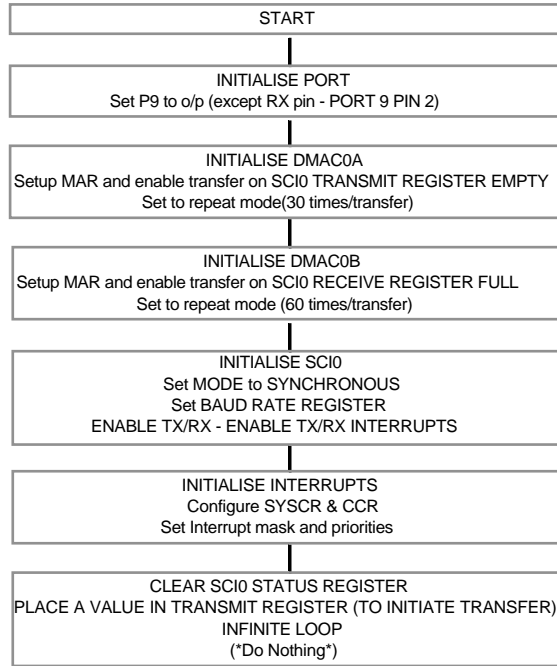 START
INITIALISE PORT
Set P9 to o/p (except RX pin - PORT 9 PIN 2)
INITIALISE DMAC0A
Setup MAR and enable transfer on SCI0 TRANSMIT REGISTER EMPTY
Set to repeat mode(30 times/transfer)
INITIALISE DMAC0B
Setup MAR and enable transfer on SCI0 RECEIVE REGISTER FULL
Set to repeat mode (60 times/transfer)
INITIALISE SCI0
Set MODE to SYNCHRONOUS
Set BAUD RATE REGISTER
ENABLE TX/RX - ENABLE TX/RX INTERRUPTS
INITIALISE INTERRUPTS
Configure SYSCR & CCR
Set Interrupt mask and priorities
CLEAR SCI0 STATUS REGISTER
PLACE A VALUE IN TRANSMIT REGISTER (TO INITIATE TRANSFER)
INFINITE LOOP
(*Do Nothing*)